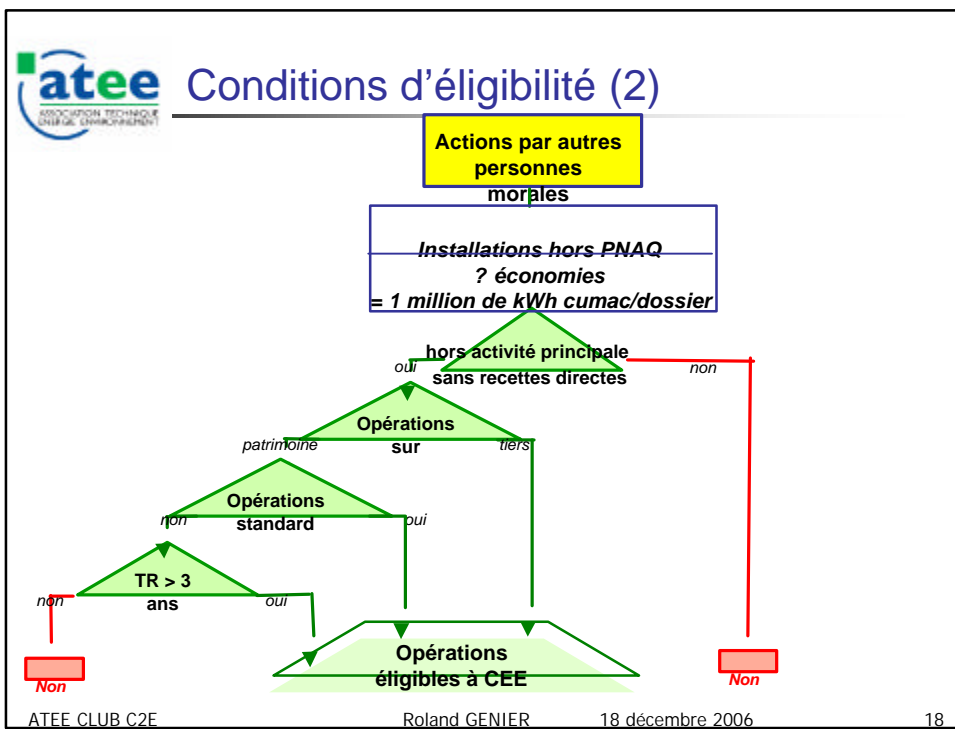 atee
ASSOCIATION TECHNIQUE
ENERGIE ENVIRONNEMENT
Conditions d'éligibilité (2)
Actions par autres
personnes
morales
Installations hors PNAQ
? économies
= 1 million de kWh cumac/dossier
hors activité principale
oui
non
sans recettes directes
Opérations
patrimoine
sur
tiers
Opérations
non
standard
oui
TR > 3
non
ans
oui
Opérations
éligibles à CEE
Non
Non
ATEE CLUB C2E
Roland GENIER
18 décembre 2006
18